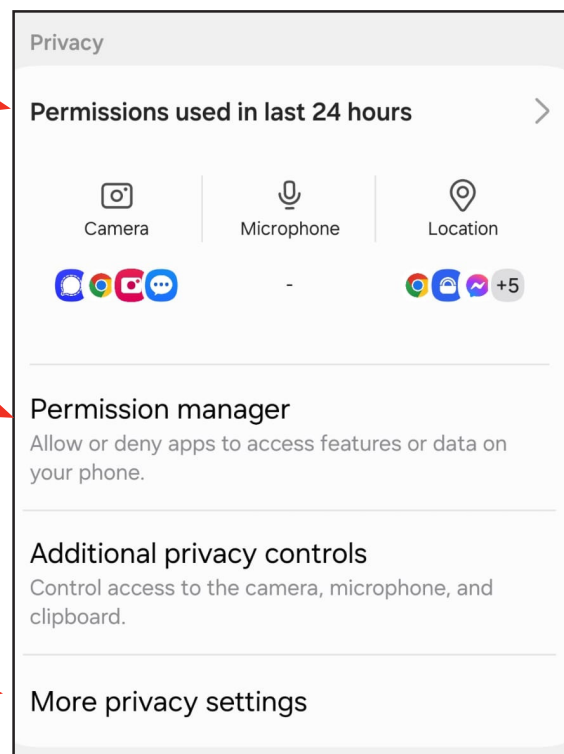 Privacy
Permissions used in last 24 hours
Camera
Microphone
Location
-
+5
Permission manager
Allow or deny apps to access features or data on
your phone.
Additional privacy controls
Control access to the camera, microphone, and
clipboard.
More privacy settings